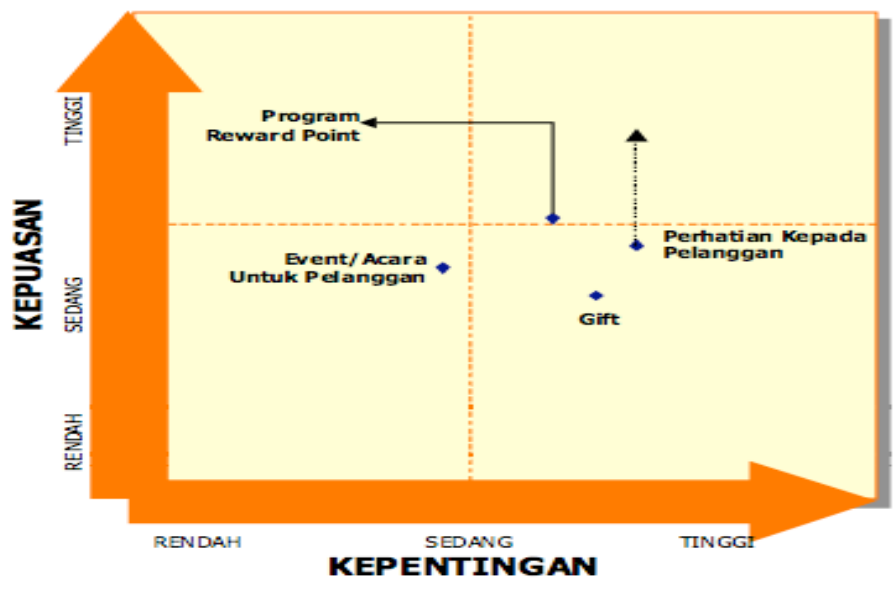 KEPUASAN
TINGGI
SEDANG
RENDAH
Program
Reward Point
Event/Acara
Untuk Pelanggan
Perhatian Kepada
Pelanggan
Gift
RENDAH
SEDANG
TINGGI
KEPENTINGAN